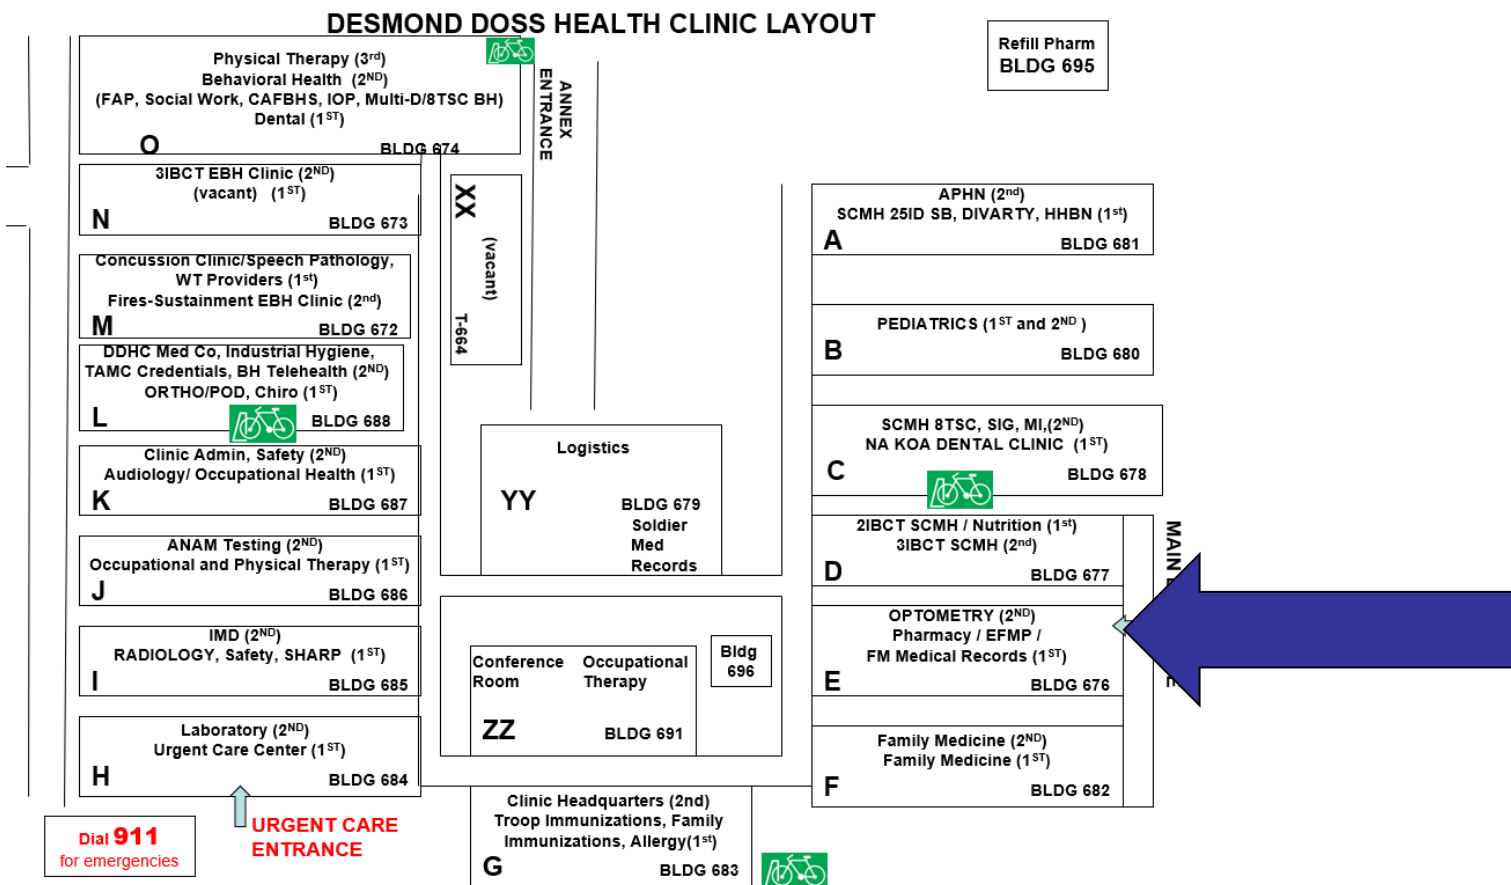 DESMOND DOSS HEALTH CLINIC LAYOUT
Refill Pharm
BLDG 695
Physical Therapy (3rd)
Behavioral Health (2ND)
(FAP, Social Work, CAFBHS, IOP, Multi-D/8TSC BH)
Dental (1ST)
O BLDG 674
ANNEX
ENTRANCE
3IBCT EBH Clinic (2ND)
(vacant) (1ST)
N BLDG 673
Concussion Clinic/Speech Pathology,
WT Providers (1st)
Fires-Sustainment EBH Clinic (2nd)
M BLDG 672
DDHC Med Co, Industrial Hygiene,
TAMC Credentials, BH Telehealth (2ND)
ORTHO/POD, Chiro (1ST)
L BLDG 688
Clinic Admin, Safety (2ND)
Audiology/ Occupational Health (1ST)
K BLDG 687
ANAM Testing (2ND)
Occupational and Physical Therapy (1ST)
J BLDG 686
IMD (2ND)
RADIOLOGY, Safety, SHARP (1ST)
I BLDG 685
Laboratory (2ND)
Urgent Care Center (1ST)
H BLDG 684
URGENT CARE
ENTRANCE
Dial 911
for emergencies
XX
(vacant)
T-664
Logistics
YY BLDG 679
Soldier
Med
Records
Conference
Room
Occupational
Therapy
ZZ BLDG 691
Bldg
696
Clinic Headquarters (2nd)
Troop Immunizations, Family
Immunizations, Allergy(1st)
G BLDG 683
APHN (2nd)
SCMH 25ID SB, DIVARTY, HHBN (1st)
A BLDG 681
PEDIATRICS (1ST and 2ND )
B BLDG 680
SCMH 8TSC, SIG, MI,(2ND)
NA KOA DENTAL CLINIC (1ST)
C BLDG 678
2IBCT SCMH / Nutrition (1st)
3IBCT SCMH (2nd)
D BLDG 677
OPTOMETRY (2ND)
Pharmacy / EFMP /
FM Medical Records (1ST)
E BLDG 676
Family Medicine (2ND)
Family Medicine (1ST)
F BLDG 682
MAIN